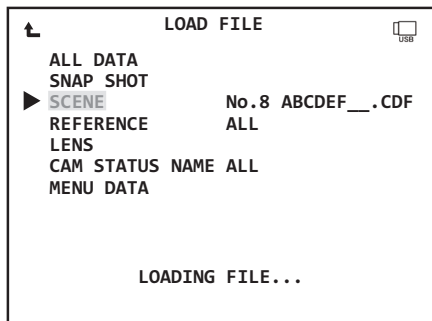 LOAD FILE
USB
ALL DATA
SNAP SHOT
SCENE No.8 ABCDEF__.CDF
REFERENCE ALL
LENS
CAM STATUS NAME ALL
MENU DATA
LOADING FILE...